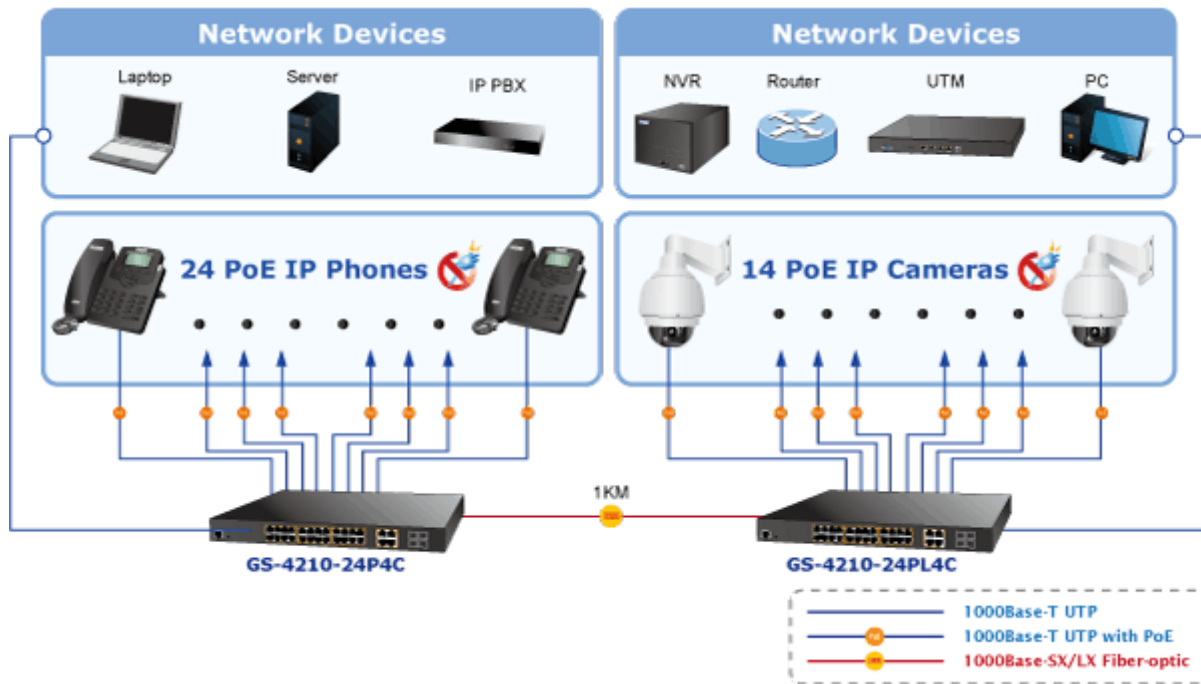 Network Devices
Laptop
Server
IP PBX
Network Devices
NVR
Router
UTM
PC
24 PoE IP Phones
14 PoE IP Cameras
1KM
GS-4210-24P4C
GS-4210-24PL4C
1000Base-T UTP
1000Base-T UTP with PoE
1000Base-SX/LX Fiber-optic